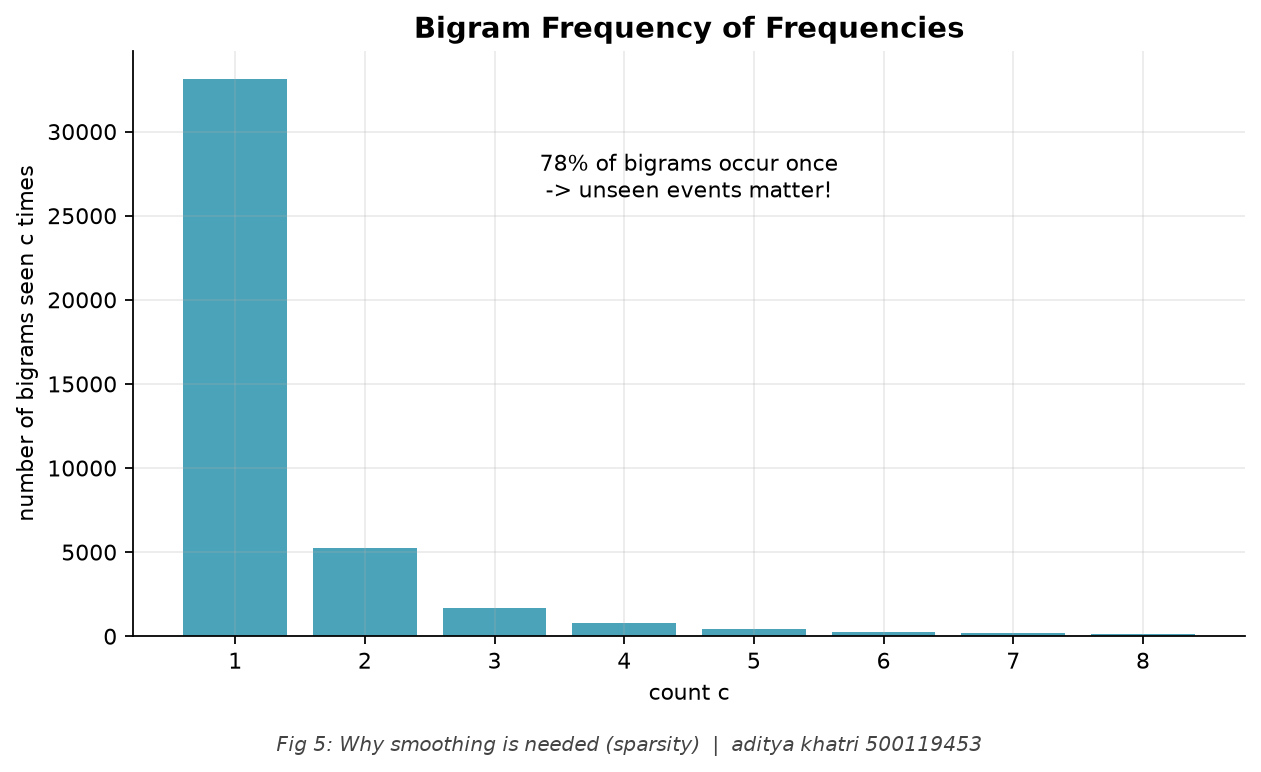 Bigram Frequency of Frequencies
number of bigrams seen c times
30000
25000
20000
15000
10000
5000
0
78% of bigrams occur once
-> unseen events matter!
1 2 3 4 5 6 7 8
count c
Fig 5: Why smoothing is needed (sparsity) | aditya khatri 500119453